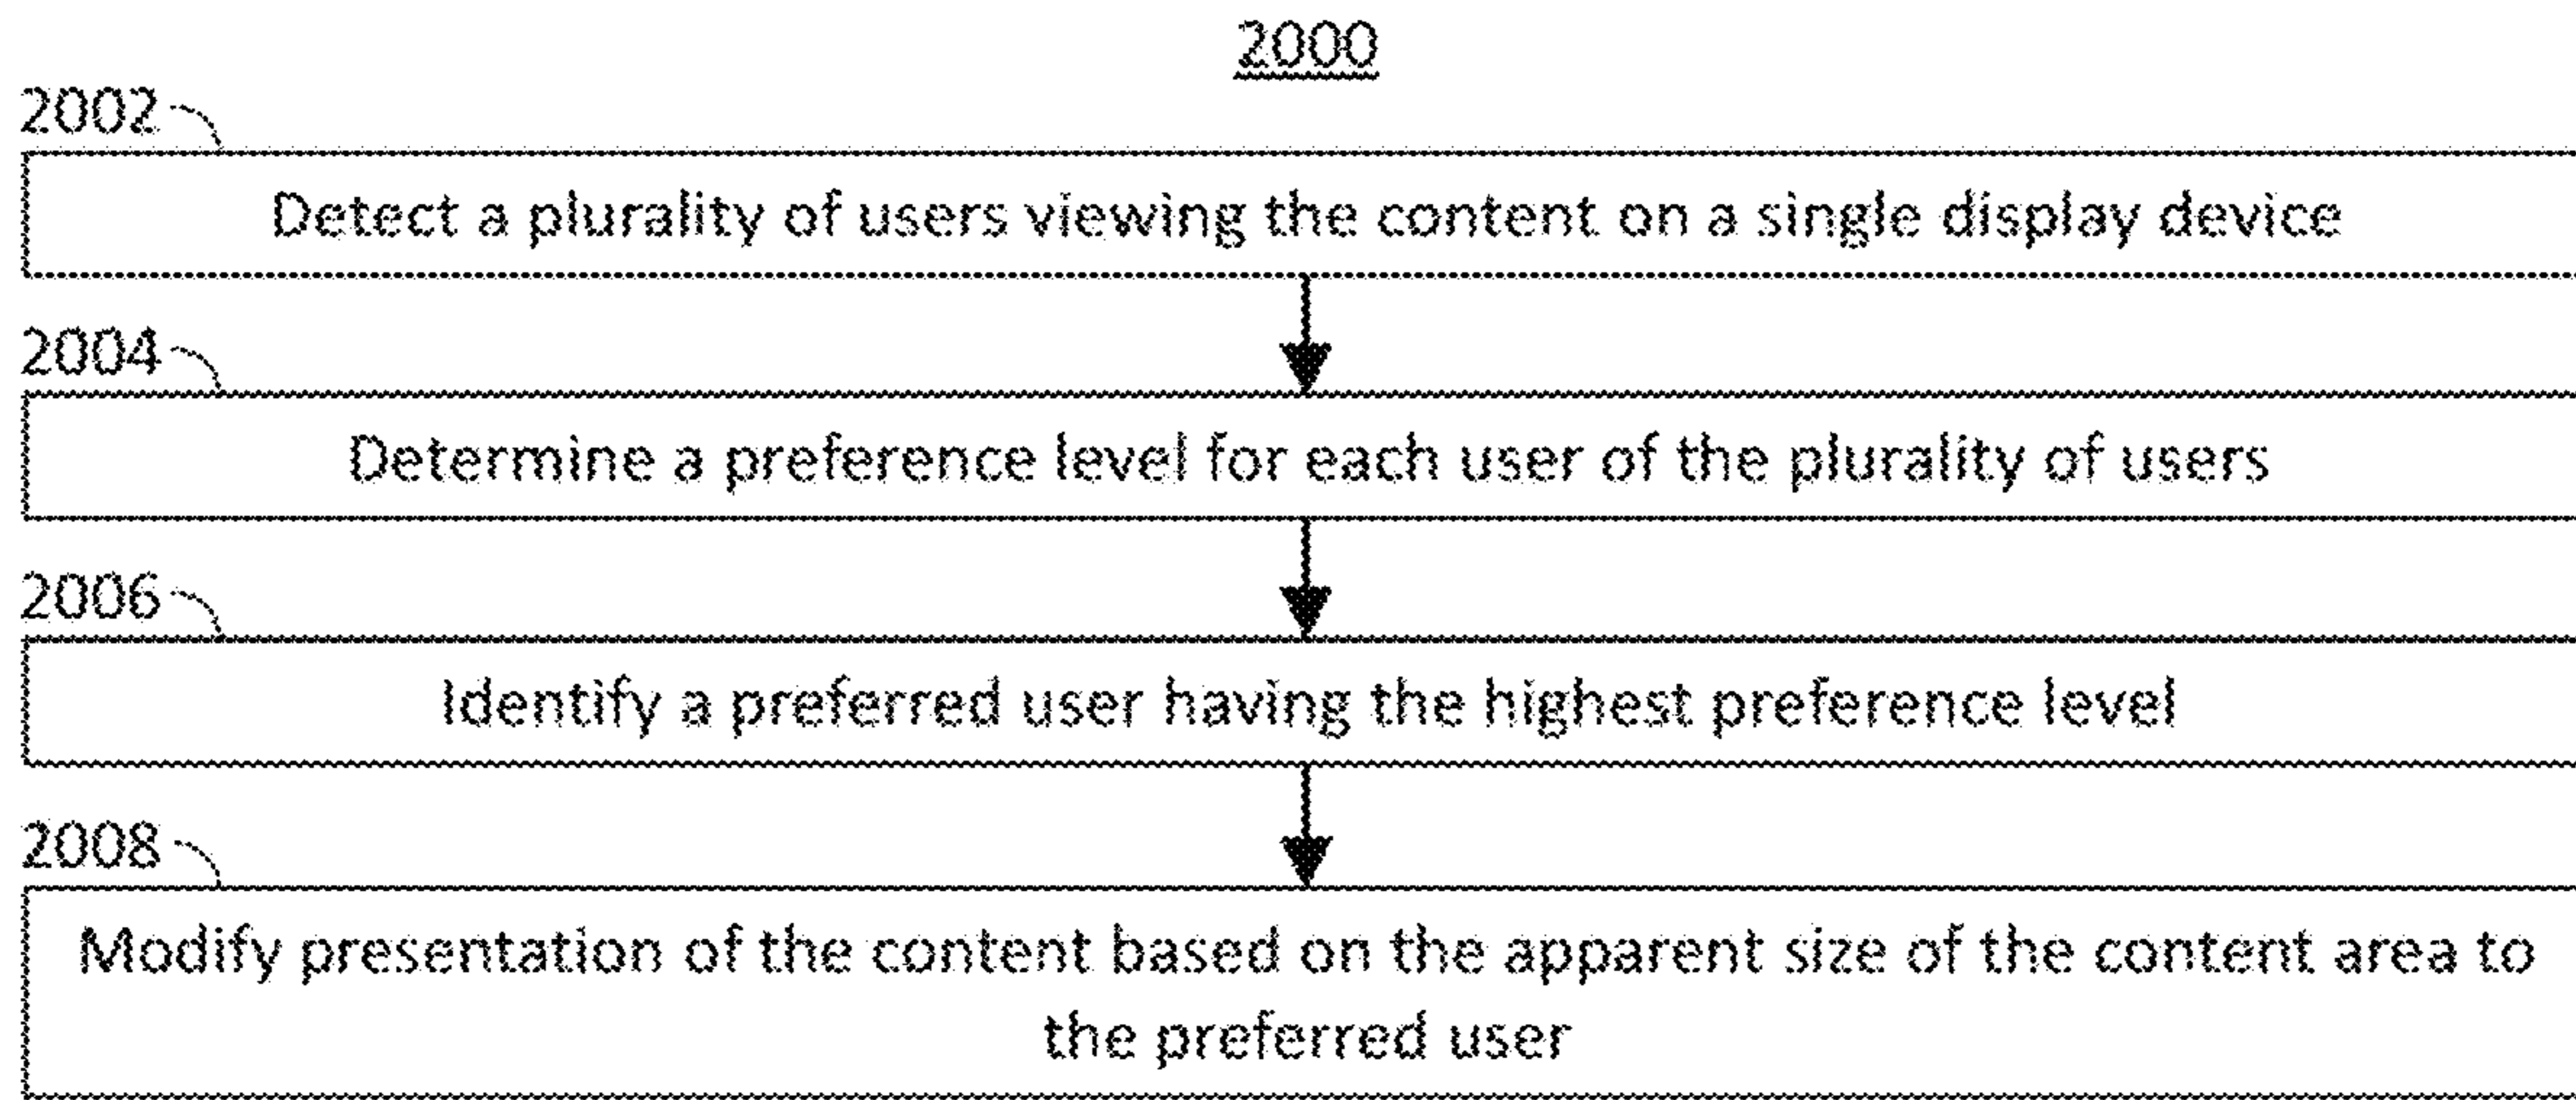 2000
2002
Detect a plurality of users viewing the content on a single display device
2004
Determine a preference level for each user of the plurality of users
2006
Identify a preferred user having the highest preference level
2008
Modify presentation of the content based on the apparent size of the content area to
the preferred user